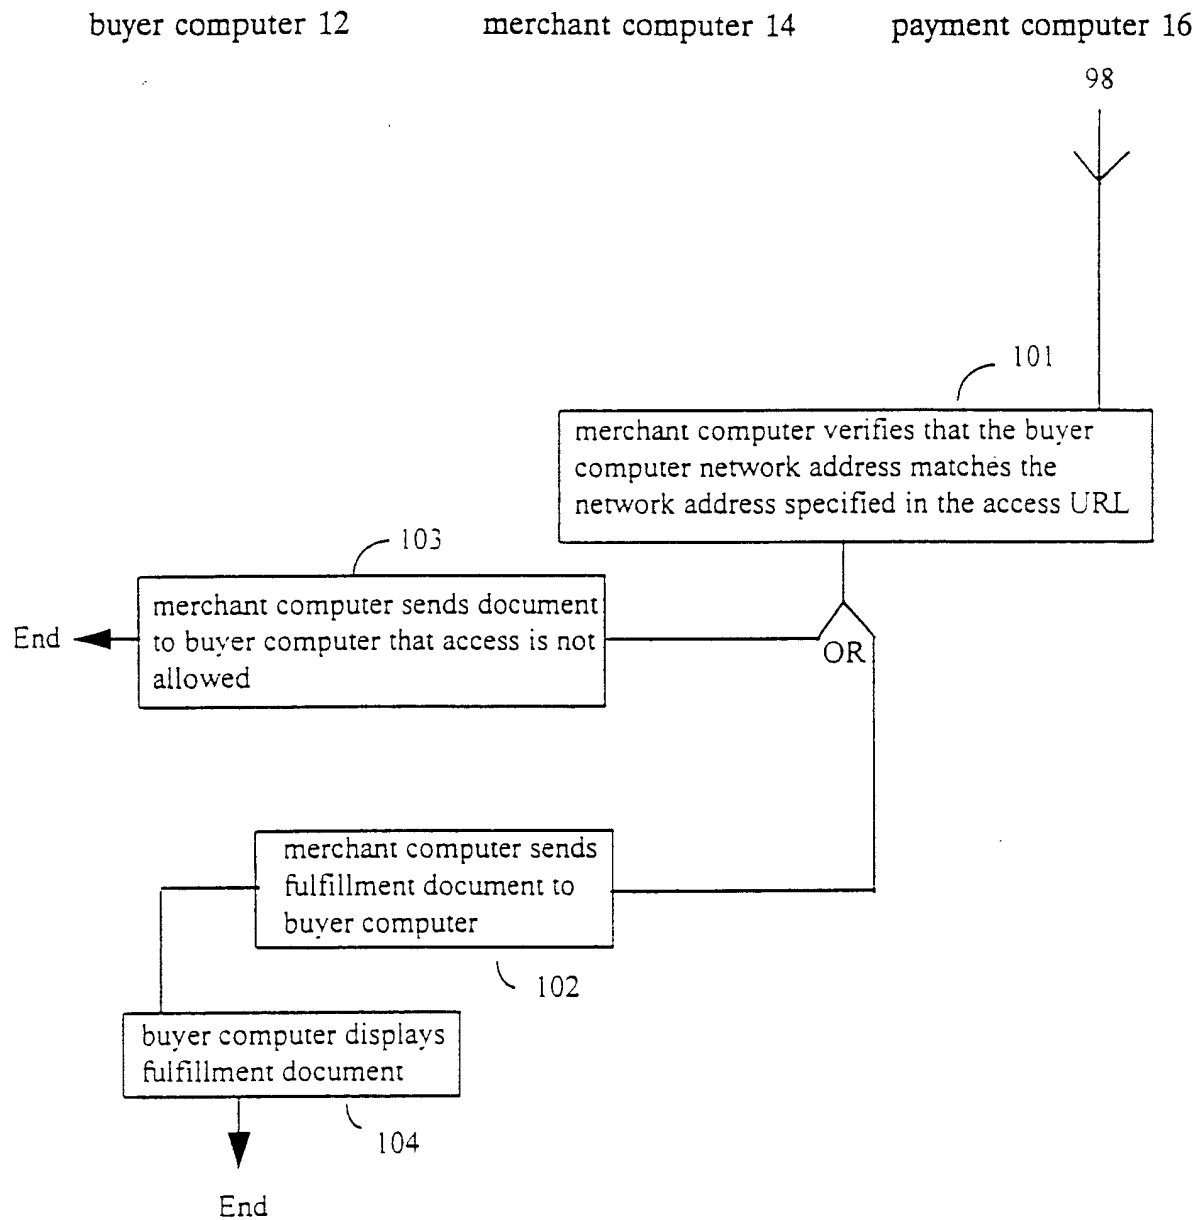 buyer computer 12
merchant computer 14
payment computer 16
98
101
merchant computer verifies that the buyer
computer network address matches the
network address specified in the access URL
103
merchant computer sends document
to buyer computer that access is not
allowed
End
OR
merchant computer sends
fulfillment document to
buyer computer
102
buyer computer displays
fulfillment document
104
End